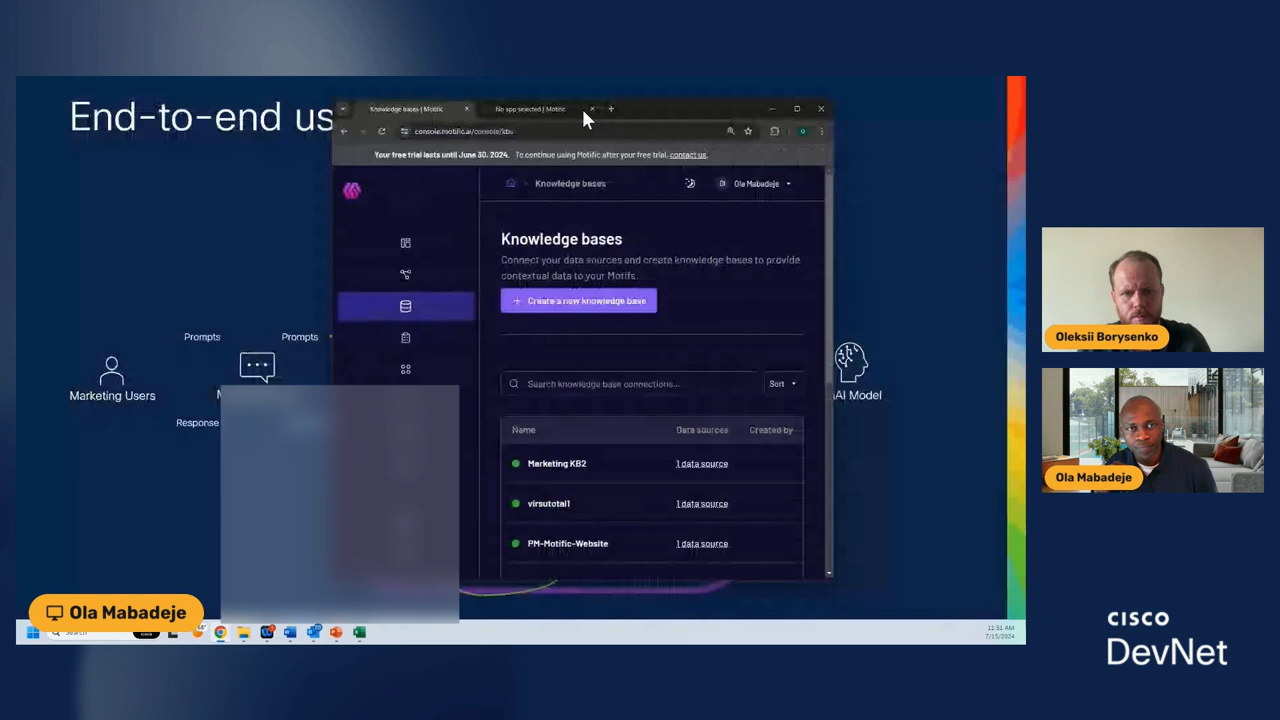 End-to-end us
Knowledge bases | Motific
No app selected | Motific
console.motific.ai/console/kbs
Your free trial lasts until June 30, 2024. To continue using Motific after your free trial, contact us.
Knowledge bases
Ola Mabadeje
Knowledge bases
Connect your data sources and create knowledge bases to provide
contextual data to your Motifs.
+ Create a new knowledge base
Search knowledge base connections...
Sort
Name
Data sources
Created by
Marketing KB2
1 data source
virsutotal1
1 data source
PM-Motific-Website
1 data source
Prompts
Prompts
Marketing Users
M
Response
AI Model
Oleksii Borysenko
Ola Mabadeje
Ola Mabadeje
Search
11:51 AM
7/15/2024
CISCO
DevNet